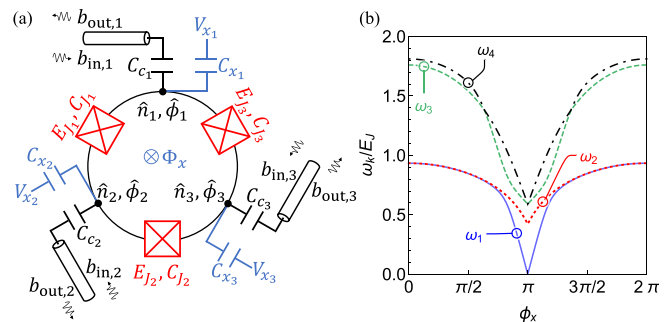 (a)
b_out,1
b_in,1
C_c1
V_x1
C_x1
E_J1, C_J1
n̂_1, ϕ̂_1
E_J3, C_J3
⊗ Φ_x
C_x2
V_x2
n̂_2, ϕ̂_2
n̂_3, ϕ̂_3
C_c2
C_c3
b_in,3
b_out,3
E_J2, C_J2
b_in,2
b_out,2
C_x3
V_x3
(b)
ω_k/E_J
2.0
1.5
1.0
0.5
0.0
ω_4
ω_3
ω_2
ω_1
0 π/2 π 3π/2 2 π
ϕ_x